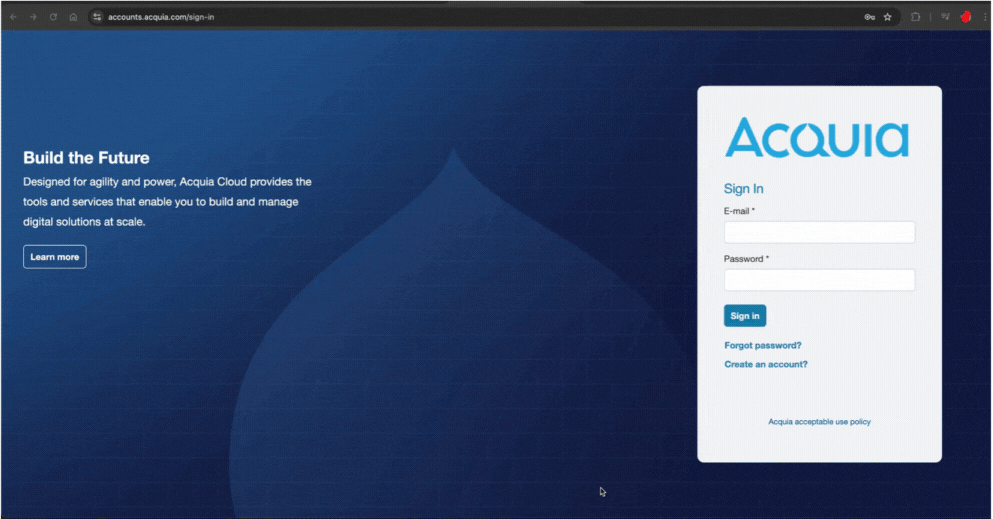 accounts.acquia.com/sign-in
Build the Future
Designed for agility and power, Acquia Cloud provides the
tools and services that enable you to build and manage
digital solutions at scale.
Learn more
Acquia
Sign In
E-mail *
Password *
Sign in
Forgot password?
Create an account?
Acquia acceptable use policy